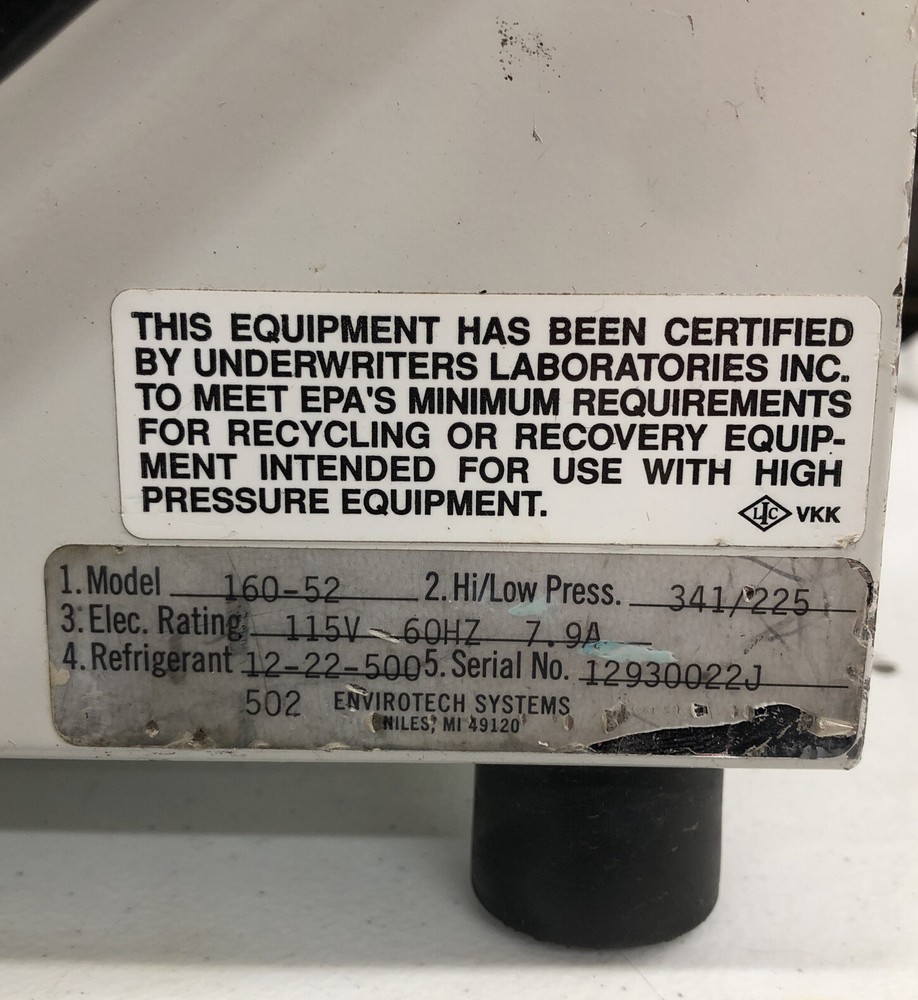 THIS EQUIPMENT HAS BEEN CERTIFIED
BY UNDERWRITERS LABORATORIES INC.
TO MEET EPA'S MINIMUM REQUIREMENTS
FOR RECYCLING OR RECOVERY EQUIP-
MENT INTENDED FOR USE WITH HIGH
PRESSURE EQUIPMENT.
LIC VKK
1. Model 160-52 2. Hi/Low Press. 341/225
3. Elec. Rating 115V 60HZ 7.9A
4. Refrigerant 12-22-500 5. Serial No. 12930022J
502 ENVIROTECH SYSTEMS
NILES, MI 49120